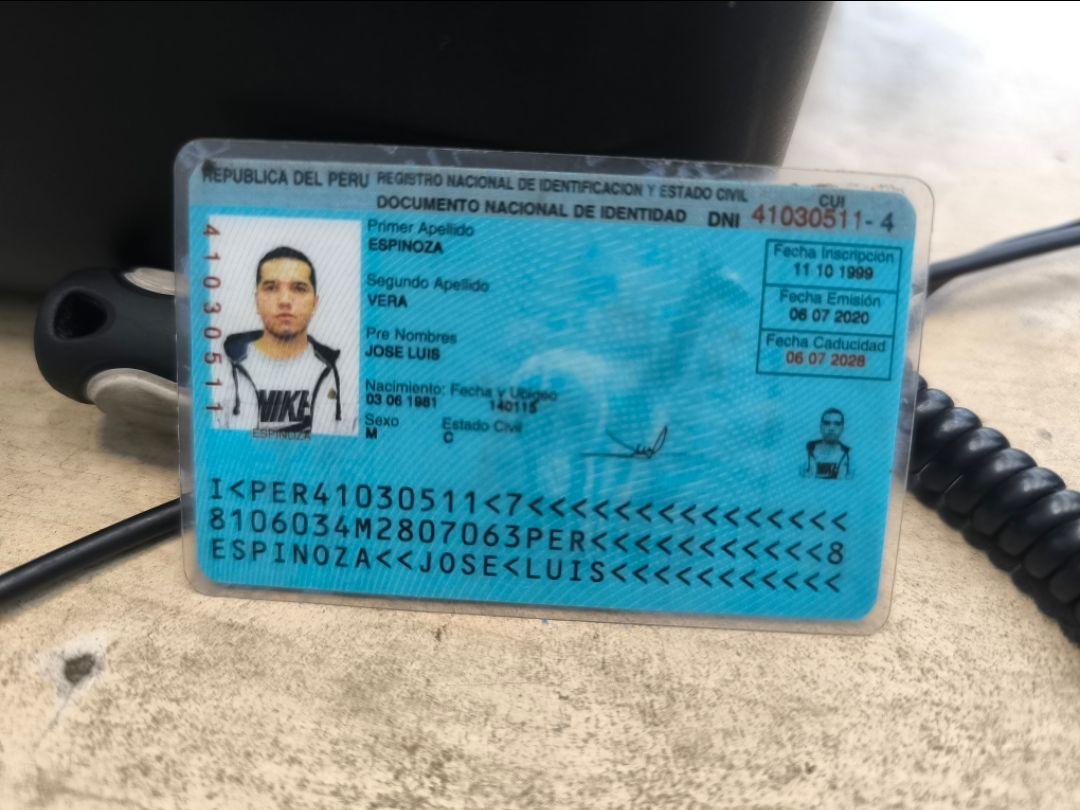 REPUBLICA DEL PERU REGISTRO NACIONAL DE IDENTIFICACION Y ESTADO CIVIL
DOCUMENTO NACIONAL DE IDENTIDAD DNI 41030511 - 4
CUI
41030511
Primer Apellido
ESPINOZA
Segundo Apellido
VERA
Pre Nombres
JOSE LUIS
Nacimiento: Fecha y Ubigeo
03 06 1981 140115
Sexo Estado Civil
M C
Fecha Inscripción
11 10 1999
Fecha Emisión
06 07 2020
Fecha Caducidad
06 07 2028
NIKE
ESPINOZA
NIKE
I<PER41030511<7<<<<<<<<<<<<<<<
8106034M2807063PER<<<<<<<<<<<8
ESPINOZA<<JOSE<LUIS<<<<<<<<<<<